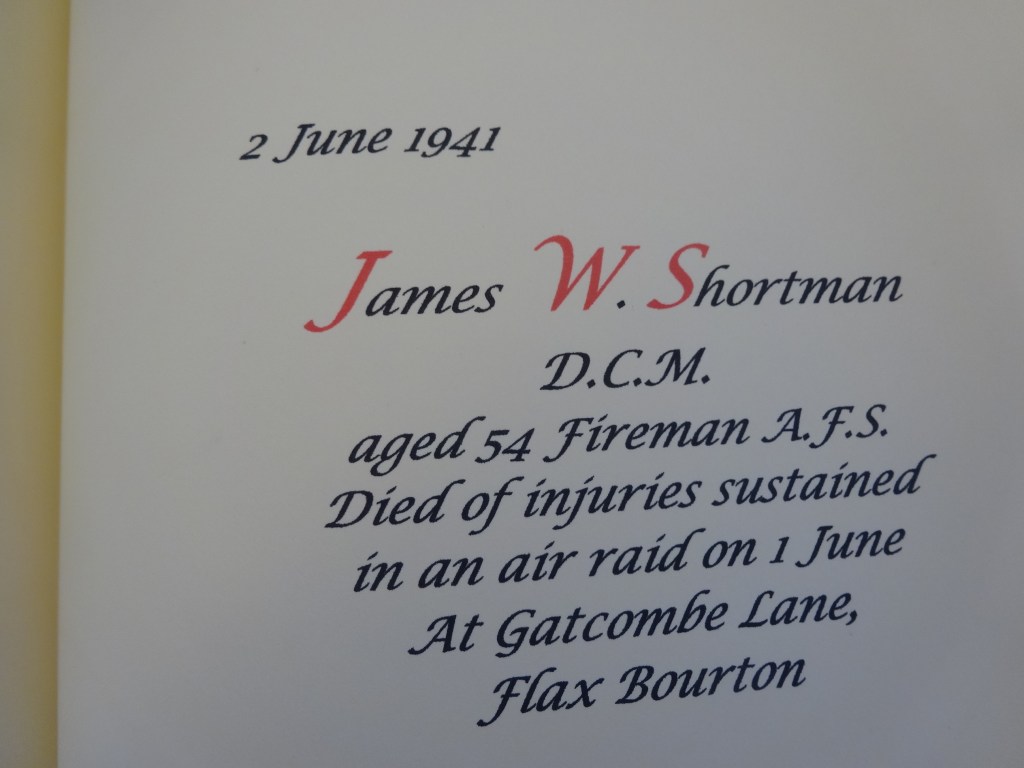 2 June 1941
James W. Shortman
D.C.M.
aged 54 Fireman A.F.S.
Died of injuries sustained
in an air raid on 1 June
At Gatcombe Lane,
Flax Bourton